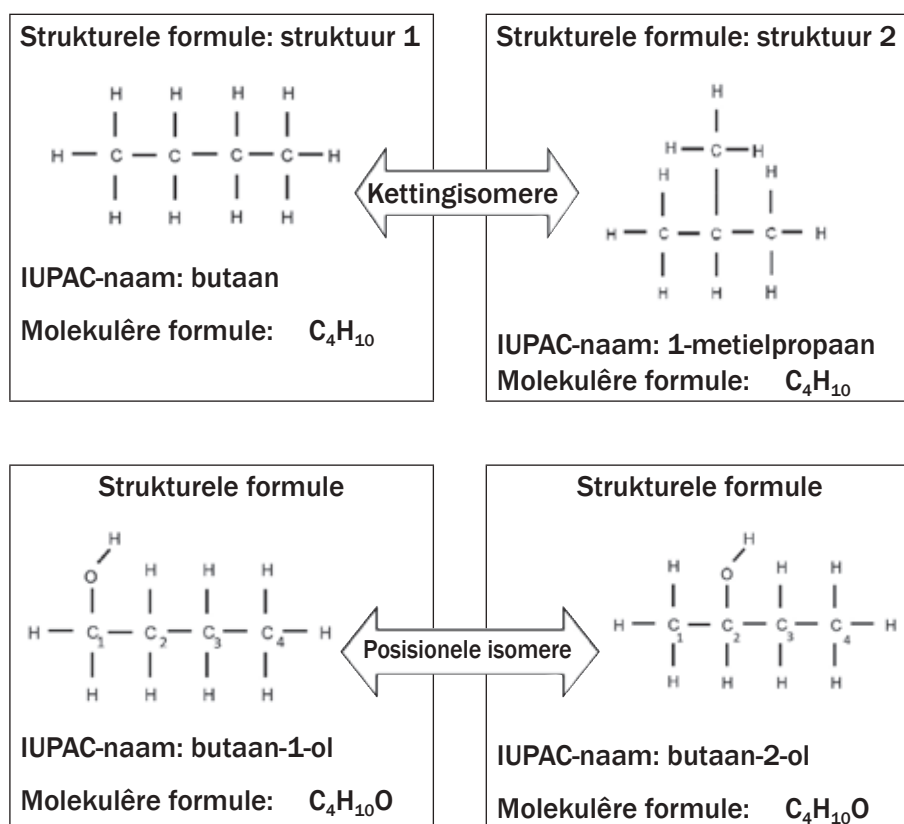 Strukturele formule: struktuur 1
H H H H
H C C C C H
H H H H
IUPAC-naam: butaan
Molekulêre formule: C₄H₁₀
Kettingisomere
Strukturele formule: struktuur 2
H
H C H
H H
H C C C H
H H H
IUPAC-naam: 1-metielpropaan
Molekulêre formule: C₄H₁₀
Strukturele formule
H
O H H H
H C₁ C₂ C₃ C₄ H
H H H H
IUPAC-naam: butaan-1-ol
Molekulêre formule: C₄H₁₀O
Posisionele isomere
Strukturele formule
H
H O H H
H C₁ C₂ C₃ C₄ H
H H H H
IUPAC-naam: butaan-2-ol
Molekulêre formule: C₄H₁₀O